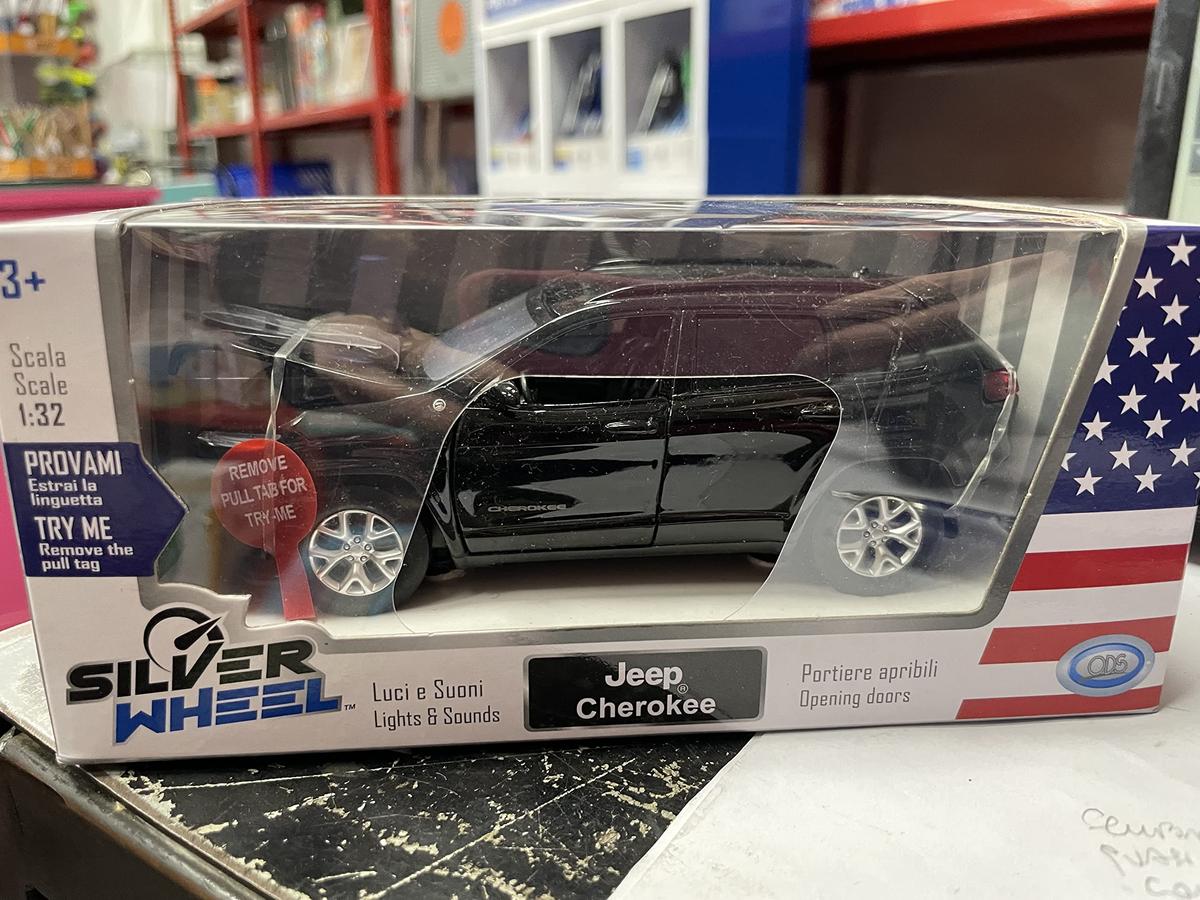 3+
Scala
Scale
1:32
PROVAMI
Estrai la
linguetta
TRY ME
Remove the
pull tag
REMOVE
PULL TAB FOR
TRY-ME
CHEROKEE
SILVER
WHEEL™
Luci e Suoni
Lights & Sounds
Jeep®
Cherokee
Portiere apribili
Opening doors
ODS